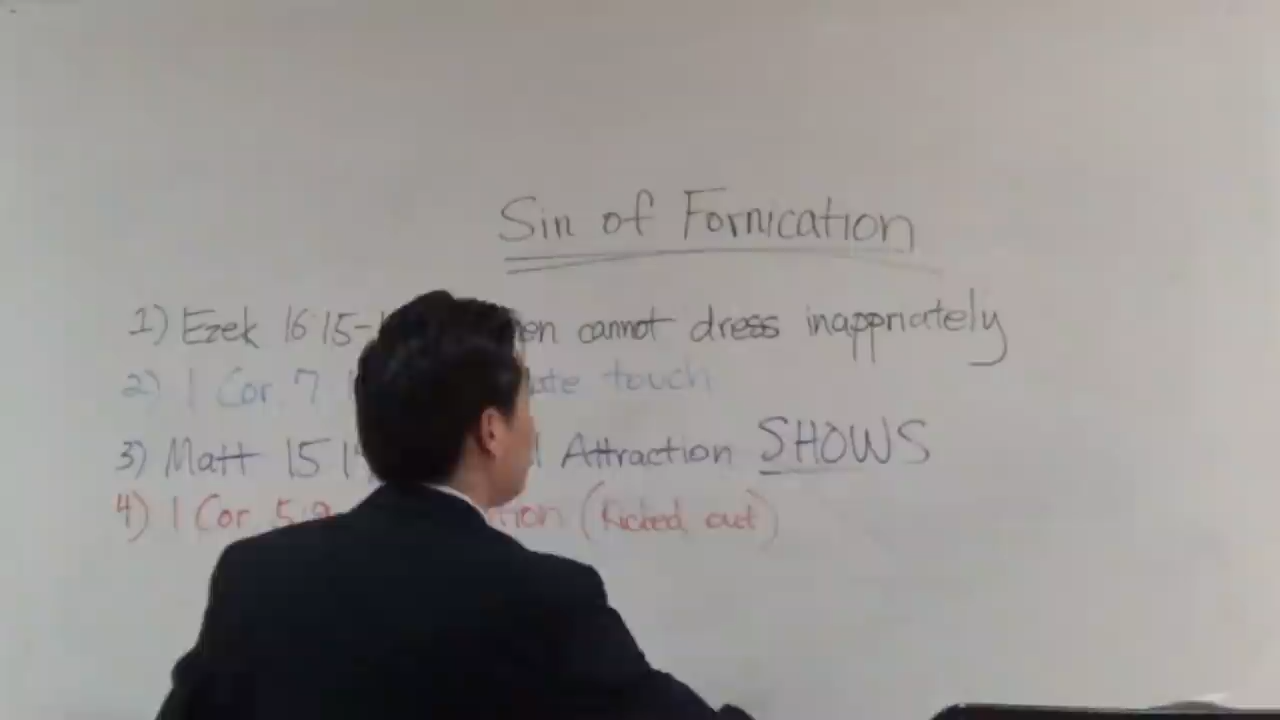 Sin of Fornication
1) Ezek 16:15- cannot dress inappriately
2) 1 Cor 7 touch
3) Matt 15 Attraction SHOWS
4) 1 Cor 5:9 (Kicked out)